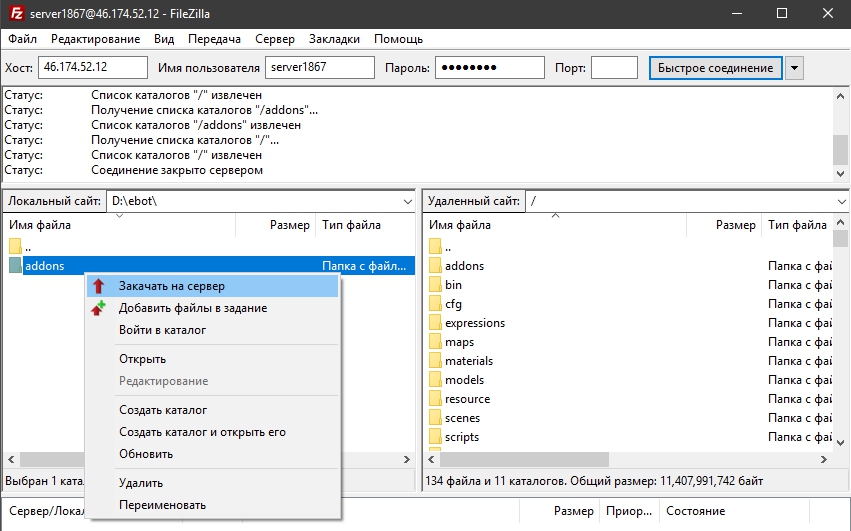 server1867@46.174.52.12 - FileZilla
Файл Редактирование Вид Передача Сервер Закладки Помощь
Хост: 46.174.52.12 Имя пользователя server1867 Пароль: ●●●●●●●● Порт: Быстрое соединение
Статус: Список каталогов "/" извлечен
Статус: Получение списка каталогов "/addons"...
Статус: Список каталогов "/addons" извлечен
Статус: Получение списка каталогов "/"...
Статус: Список каталогов "/" извлечен
Статус: Соединение закрыто сервером
Локальный сайт: D:\ebot\
Имя файла Размер Тип файла
..
addons Папка с файл...
Закачать на сервер
Добавить файлы в задание
Войти в каталог
Открыть
Редактирование
Создать каталог
Создать каталог и открыть его
Обновить
Удалить
Переименовать
Выбран 1 ката
Удаленный сайт: /
Имя файла Размер Тип файла
..
addons Папка с фай
bin Папка с фай
cfg Папка с фай
expressions Папка с фай
maps Папка с фай
materials Папка с фай
models Папка с фай
resource Папка с фай
scenes Папка с фай
scripts Папка с фай
134 файла и 11 каталогов. Общий размер: 11,407,991,742 байт
Сервер/Лока Размер Приор... Состояние